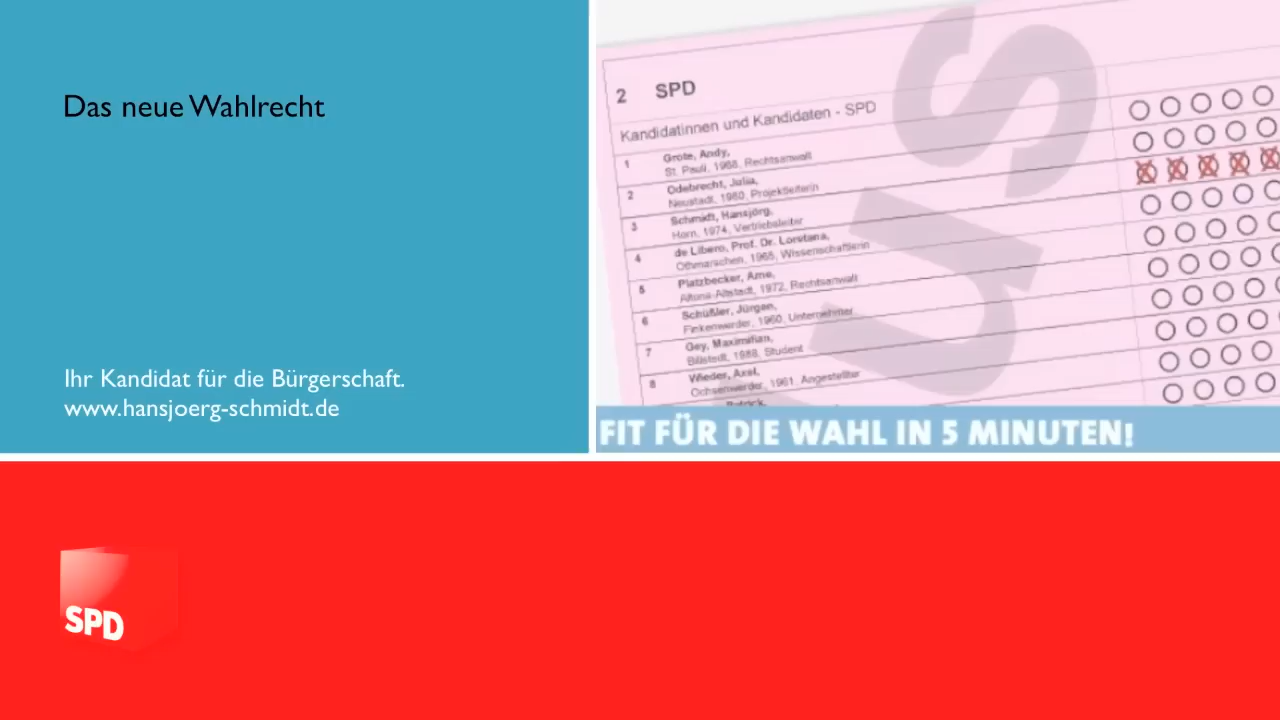 Das neue Wahlrecht
Ihr Kandidat für die Bürgerschaft.
www.hansjoerg-schmidt.de
2 SPD
Kandidatinnen und Kandidaten - SPD
1 Grote, Andy,
St. Pauli, 1968, Rechtsanwalt
2 Odebrecht, Julia,
Neustadt, 1980, Projektleiterin
3 Schmidt, Hansjörg,
Horn, 1974, Vertriebsleiter
4 de Libero, Prof. Dr. Loretana,
Othmarschen, 1965, Wissenschaftlerin
5 Platzbecker, Arne,
Altona-Altstadt, 1972, Rechtsanwalt
6 Schüßler, Jürgen,
Finkenwerder, 1960, Unternehmer
7 Gey, Maximilian,
Billstedt, 1988, Student
8 Wieder, Axel,
Ochsenwerder, 1961, Angestellter
Patrick,
FIT FÜR DIE WAHL IN 5 MINUTEN!
SPD